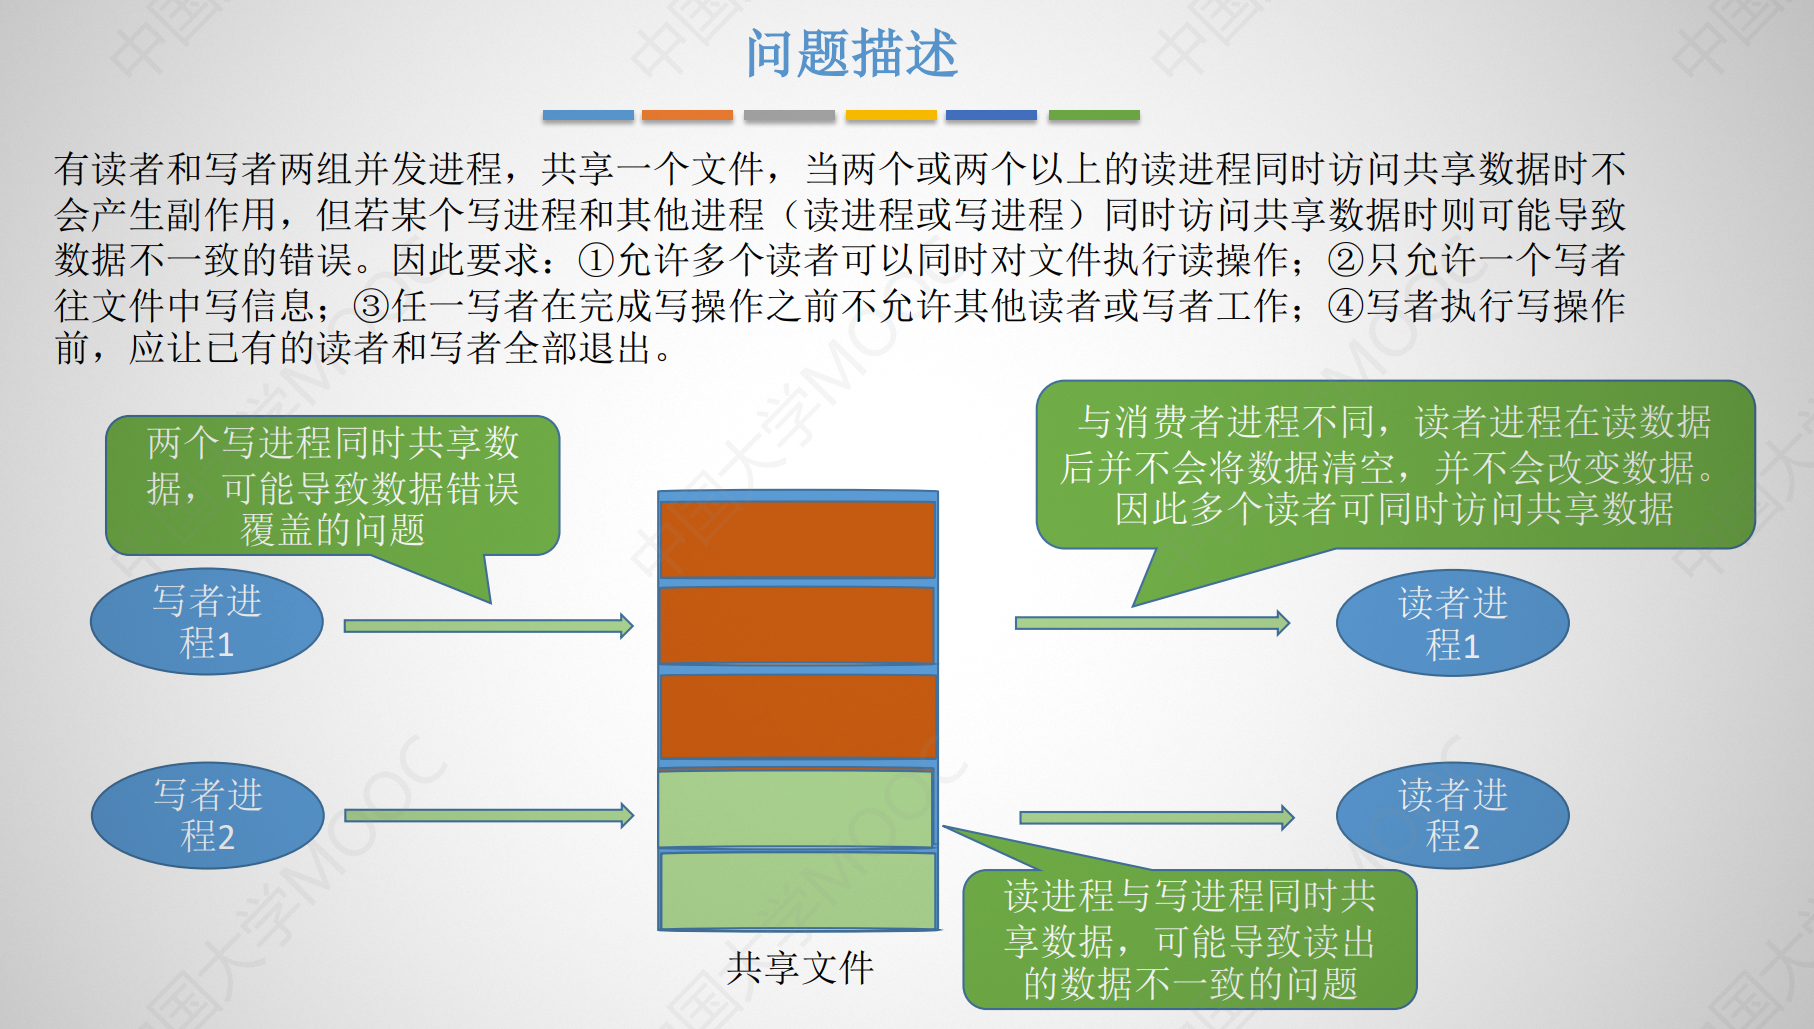 问题描述
有读者和写者两组并发进程，共享一个文件，当两个或两个以上的读进程同时访问共享数据时不
会产生副作用，但若某个写进程和其他进程（读进程或写进程）同时访问共享数据时则可能导致
数据不一致的错误。因此要求：①允许多个读者可以同时对文件执行读操作；②只允许一个写者
往文件中写信息；③任一写者在完成写操作之前不允许其他读者或写者工作；④写者执行写操作
前，应让已有的读者和写者全部退出。
两个写进程同时共享数
据，可能导致数据错误
覆盖的问题
与消费者进程不同，读者进程在读数据
后并不会将数据清空，并不会改变数据。
因此多个读者可同时访问共享数据
写者进
程1
读者进
程1
写者进
程2
读者进
程2
读进程与写进程同时共
享数据，可能导致读出
的数据不一致的问题
共享文件
中国大学MOOC